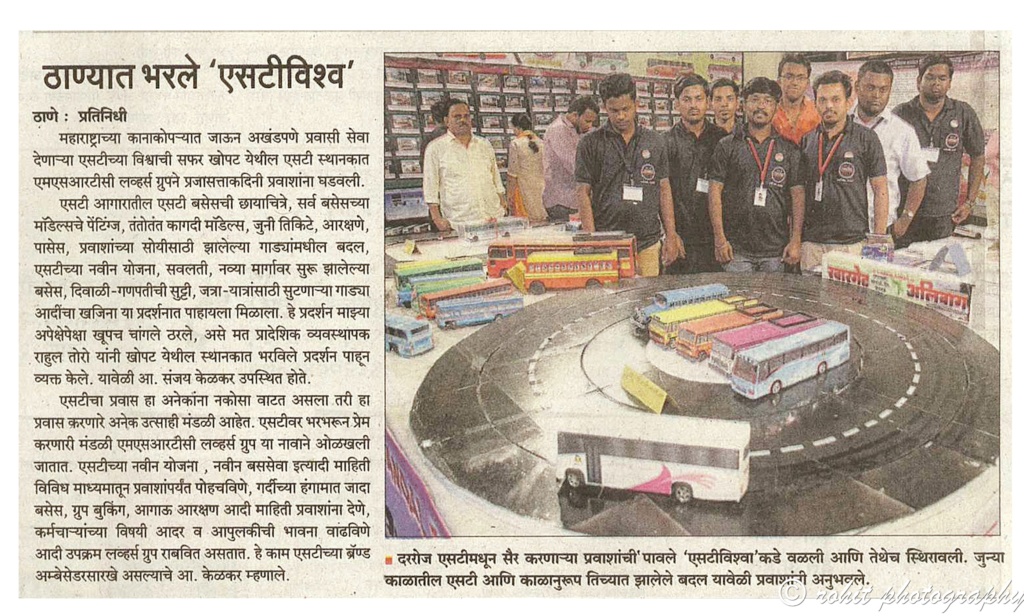 ठाण्यात भरले ‘एसटीविश्व’
ठाणे : प्रतिनिधी
महाराष्ट्राच्या कानाकोपऱ्यात जाऊन अखंडपणे प्रवासी सेवा
देणाऱ्या एसटीच्या विश्वाची सफर खोपट येथील एसटी स्थानकात
एमएसआरटीसी लव्हर्स ग्रुपने प्रजासत्ताकदिनी प्रवाशांना घडवली.
एसटी आगारातील एसटी बसेसची छायाचित्रे, सर्व बसेसच्या
मॉडेल्सचे पेंटिंग्ज, तंतोतंत कागदी मॉडेल्स, जुनी तिकिटे, आरक्षणे,
पासेस, प्रवाशांच्या सोयीसाठी झालेल्या गाड्यांमधील बदल,
एसटीच्या नवीन योजना, सवलती, नव्या मार्गावर सुरू झालेल्या
बसेस, दिवाळी-गणपतीची सुट्टी, जत्रा-यात्रांसाठी सुटणाऱ्या गाड्या
आदींचा खजिना या प्रदर्शनात पाहायला मिळाला. हे प्रदर्शन माझ्या
अपेक्षेपेक्षा खूपच चांगले ठरले, असे मत प्रादेशिक व्यवस्थापक
राहुल तोरो यांनी खोपट येथील स्थानकात भरविले प्रदर्शन पाहून
व्यक्त केले. यावेळी आ. संजय केळकर उपस्थित होते.
एसटीचा प्रवास हा अनेकांना नकोसा वाटत असला तरी हा
प्रवास करणारे अनेक उत्साही मंडळी आहेत. एसटीवर भरभरून प्रेम
करणारी मंडळी एमएसआरटीसी लव्हर्स ग्रुप या नावाने ओळखली
जातात. एसटीच्या नवीन योजना , नवीन बससेवा इत्यादी माहिती
विविध माध्यमातून प्रवाशांपर्यंत पोहचविणे, गर्दीच्या हंगामात जादा
बसेस, ग्रुप बुकिंग, आगाऊ आरक्षण आदी माहिती प्रवाशांना देणे,
कर्मचाऱ्यांच्या विषयी आदर व आपुलकीची भावना वाढविणे
आदी उपक्रम लव्हर्स ग्रुप राबवित असतात. हे काम एसटीच्या ब्रॅण्ड
अम्बेसेडरसारखे असल्याचे आ. केळकर म्हणाले.
अलिबाग
■ दररोज एसटीमधून सैर करणाऱ्या प्रवाशांची पावले ‘एसटीविश्वा’कडे वळली आणि तेथेच स्थिरावली. जुन्या
काळातील एसटी आणि काळानुरूप तिच्यात झालेले बदल यावेळी प्रवाशांनी अनुभवले.
© rohit photography